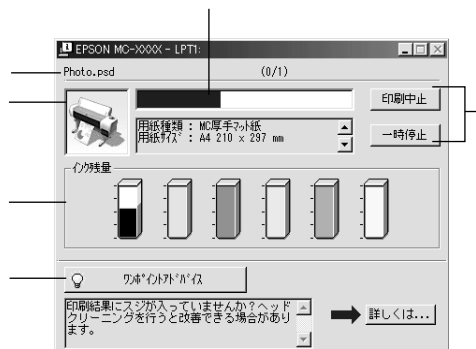 EPSON MC-XXXX - LPT1:
Photo.psd (0/1)
印刷中止
用紙種類 : MC厚手マット紙
用紙サイズ : A4 210 x 297 mm
一時停止
インク残量
ワンポイントアドバイス
印刷結果にスジが入っていませんか？ヘッド
クリーニングを行うと改善できる場合があり
ます。
詳しくは...